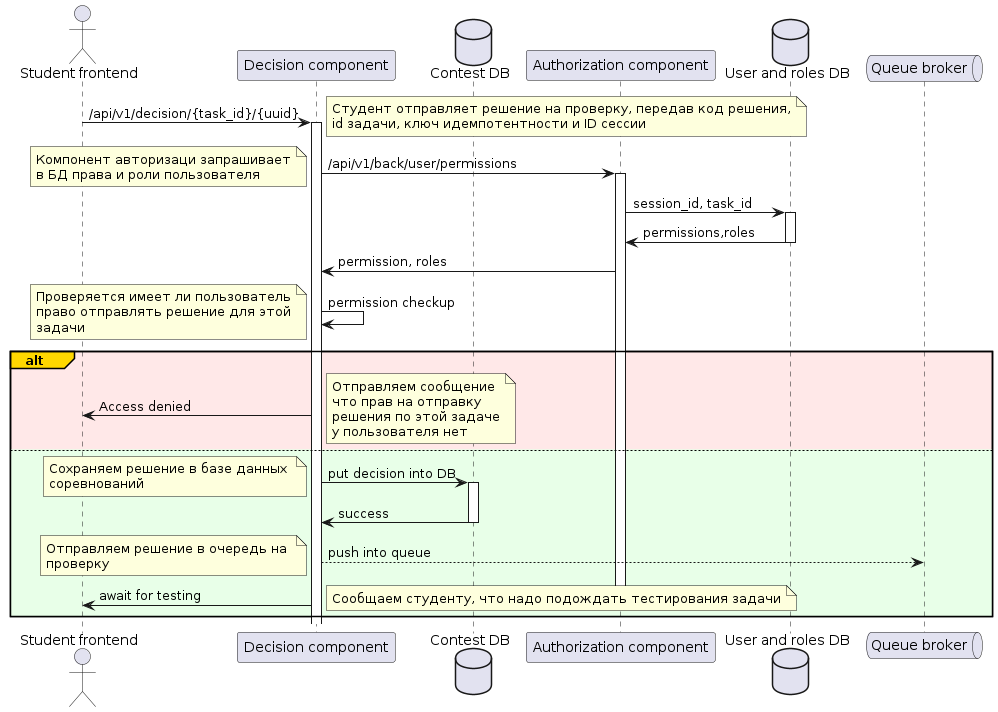 Student frontend
Decision component
Contest DB
Authorization component
User and roles DB
Queue broker
/api/v1/decision/{task_id}/{uuid}
Студент отправляет решение на проверку, передав код решения,
id задачи, ключ идемпотентности и ID сессии
Компонент авторизаци запрашивает
в БД права и роли пользователя
/api/v1/back/user/permissions
session_id, task_id
permissions,roles
permission, roles
Проверяется имеет ли пользователь
право отправлять решение для этой
задачи
permission checkup
alt
Access denied
Отправляем сообщение
что прав на отправку
решения по этой задаче
у пользователя нет
Сохраняем решение в базе данных
соревнований
put decision into DB
success
Отправляем решение в очередь на
проверку
push into queue
await for testing
Сообщаем студенту, что надо подождать тестирования задачи
Student frontend
Decision component
Contest DB
Authorization component
User and roles DB
Queue broker